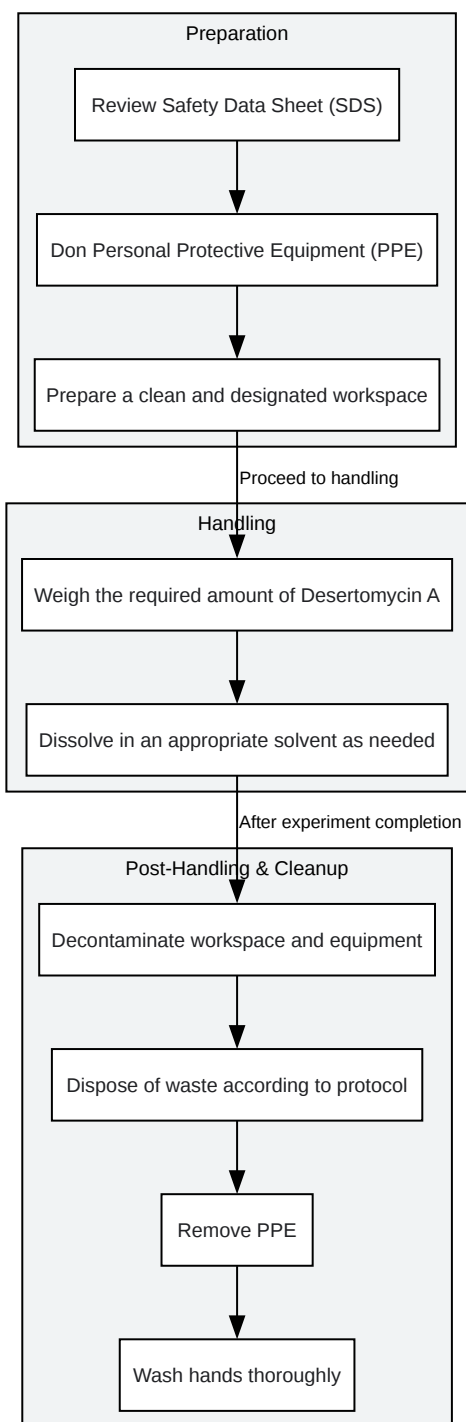 Preparation
Review Safety Data Sheet (SDS)
Don Personal Protective Equipment (PPE)
Prepare a clean and designated workspace
Proceed to handling
Handling
Weigh the required amount of Desertomycin A
Dissolve in an appropriate solvent as needed
After experiment completion
Post-Handling & Cleanup
Decontaminate workspace and equipment
Dispose of waste according to protocol
Remove PPE
Wash hands thoroughly